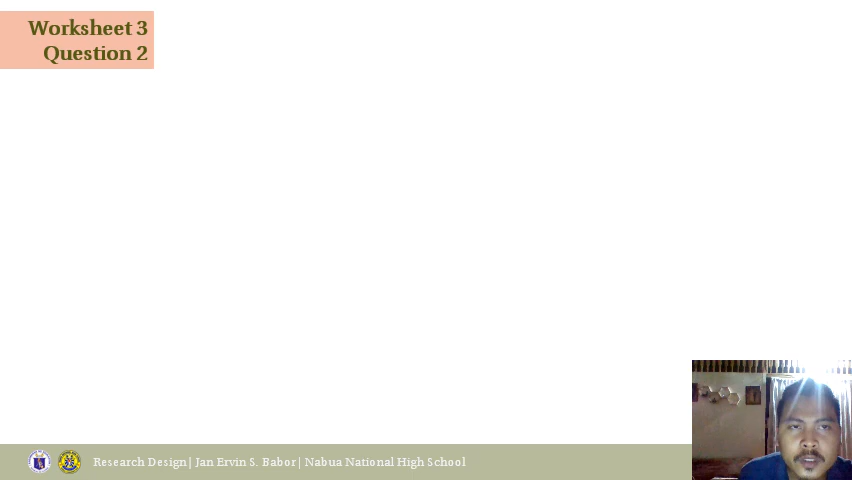 Worksheet 3
Question 2
Research Design| Jan Ervin S. Babor| Nabua National High School